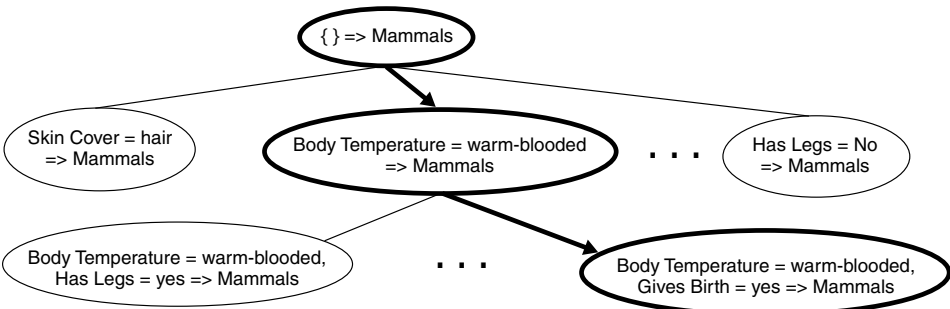 { } => Mammals
Skin Cover = hair
=> Mammals
Body Temperature = warm-blooded
=> Mammals
. . .
Has Legs = No
=> Mammals
Body Temperature = warm-blooded,
Has Legs = yes => Mammals
. . .
Body Temperature = warm-blooded,
Gives Birth = yes => Mammals